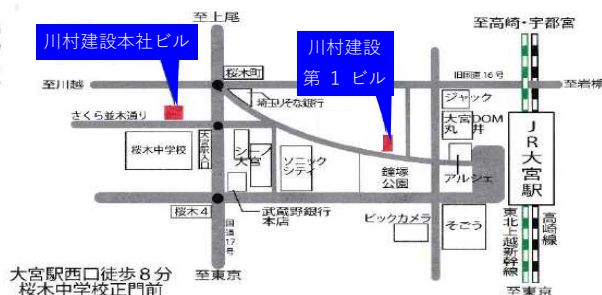 至上尾
至高崎・宇都宮
川村建設本社ビル
川村建設
第 1 ビル
至川越
桜木町
旧国道16号
至岩槻
埼玉りそな銀行
ジャック
さくら並木通り
大宮
丸井
DOM
桜木中学校
大宮駅入口
シーノ
大宮
ソニック
シティ
鐘塚
公園
アルシェ
JR大宮駅
桜木4
国道17号
武蔵野銀行
本店
ビックカメラ
そごう
東北上越新幹線
高崎線
大宮駅西口徒歩8分
桜木中学校正門前
至東京
至東京